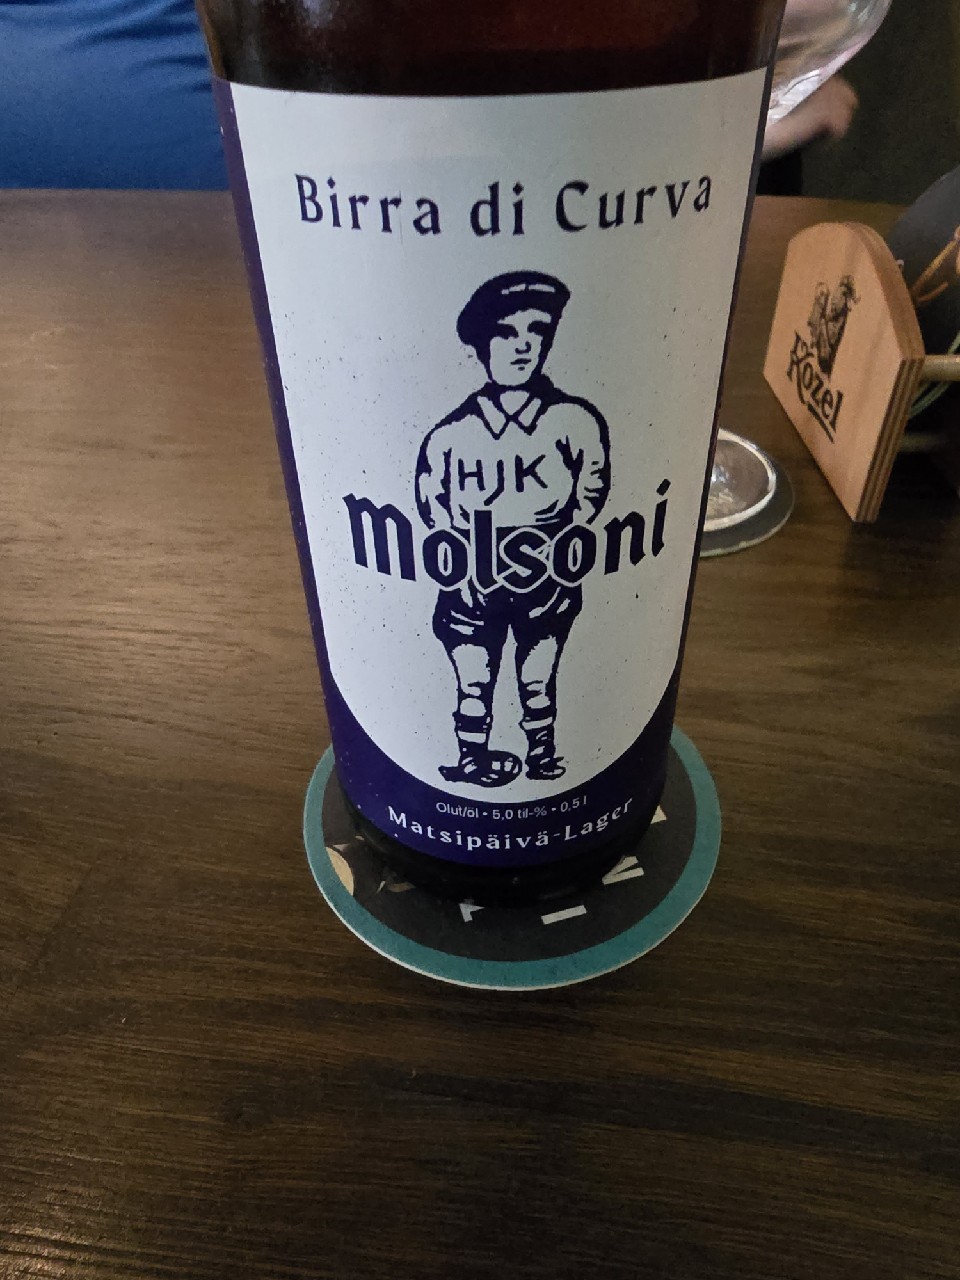 Birra di Curva
HJK
Molsoni
Olut/öl • 5,0 til-% • 0,5 l
Matsipäivä-Lager
Kozel